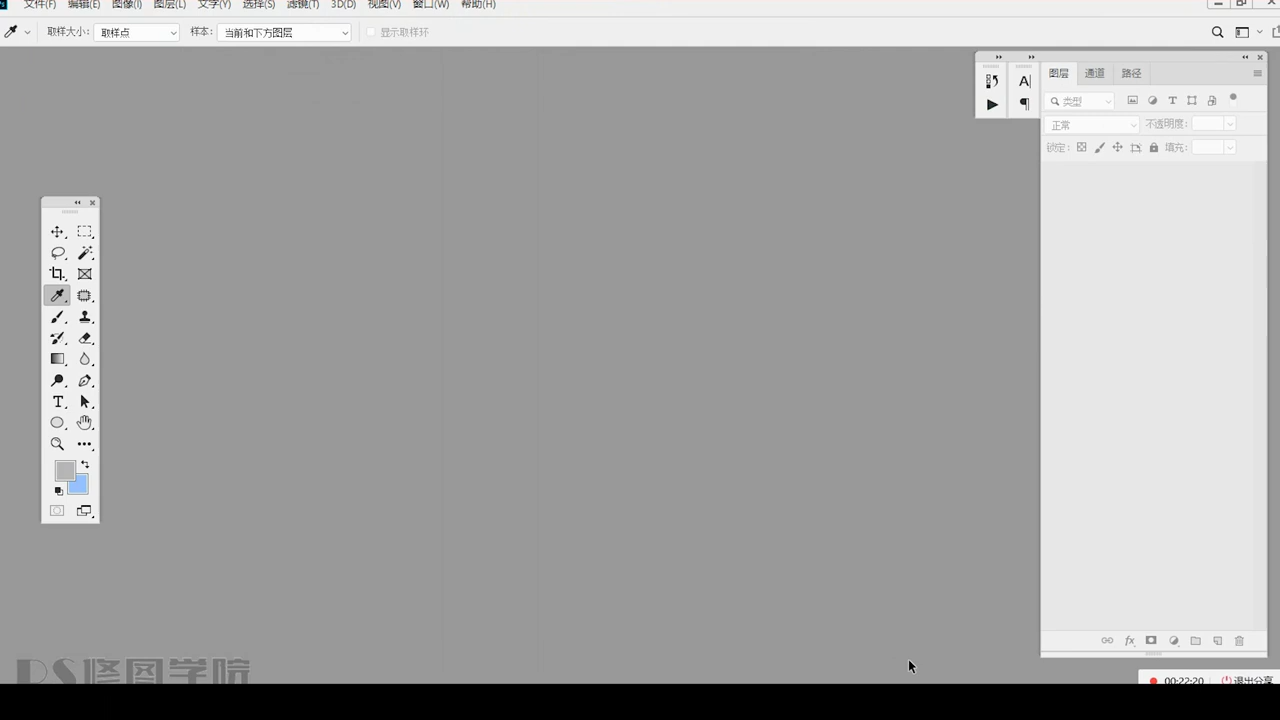 文件(F) 编辑(E) 图像(I) 图层(L) 文字(Y) 选择(S) 滤镜(T) 3D(D) 视图(V) 窗口(W) 帮助(H)
取样大小: 取样点 样本: 当前和下方图层 显示取样环
图层 通道 路径
类型
正常 不透明度:
锁定: 填充:
PS修图学院
00:22:20 退出分享